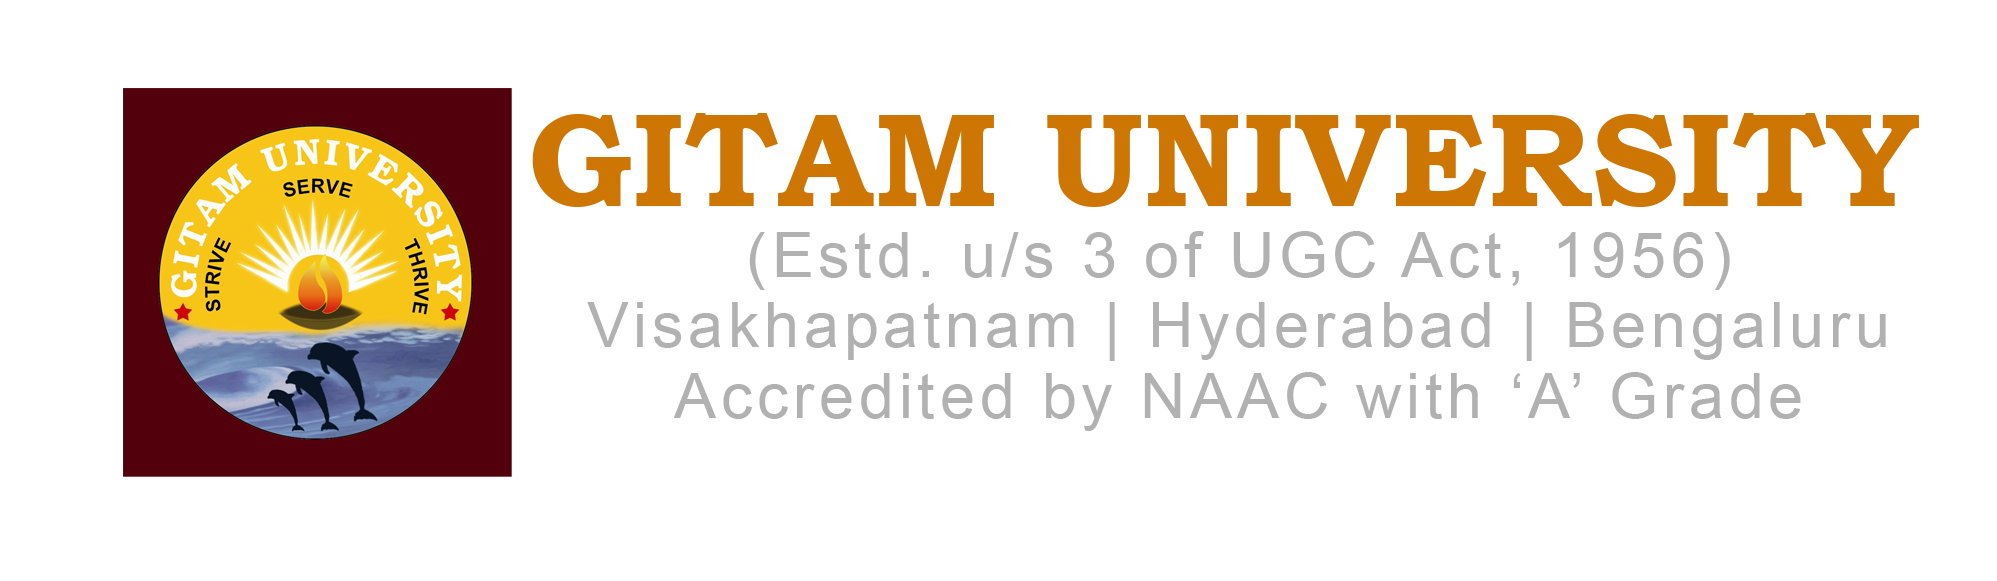 GITAM UNIVERSITY
SERVE
STRIVE
THRIVE
GITAM UNIVERSITY
(Estd. u/s 3 of UGC Act, 1956)
Visakhapatnam | Hyderabad | Bengaluru
Accredited by NAAC with ‘A’ Grade